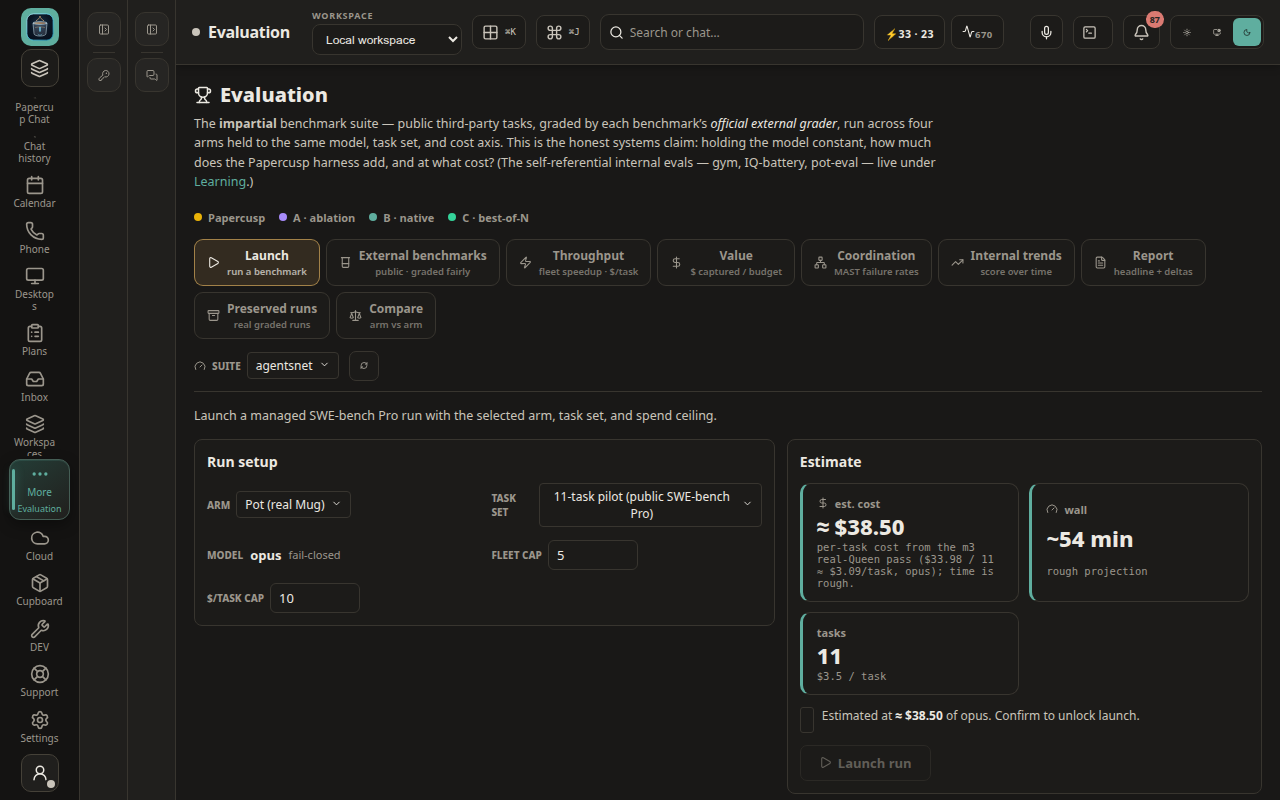 Evaluation
WORKSPACE
Local workspace
⌘K
⌘J
Search or chat...
⚡33 · 23
670
87
Papercu
p Chat
Chat
history
Calendar
Phone
Desktop
s
Plans
Inbox
Workspa
ces
More
Evaluation
Cloud
Cupboard
DEV
Support
Settings
Evaluation
The impartial benchmark suite — public third-party tasks, graded by each benchmark's official external grader, run across four
arms held to the same model, task set, and cost axis. This is the honest systems claim: holding the model constant, how much
does the Papercusp harness add, and at what cost? (The self-referential internal evals — gym, IQ-battery, pot-eval — live under
Learning.)
Papercusp
A · ablation
B · native
C · best-of-N
Launch
run a benchmark
External benchmarks
public · graded fairly
Throughput
fleet speedup · $/task
Value
$ captured / budget
Coordination
MAST failure rates
Internal trends
score over time
Report
headline + deltas
Preserved runs
real graded runs
Compare
arm vs arm
SUITE
agentsnet
Launch a managed SWE-bench Pro run with the selected arm, task set, and spend ceiling.
Run setup
ARM
Pot (real Mug)
TASK
SET
11-task pilot (public SWE-bench
Pro)
MODEL opus fail-closed
FLEET CAP
5
$/TASK CAP
10
Estimate
est. cost
≈ $38.50
per-task cost from the m3
real-Queen pass ($33.98 / 11
≈ $3.09/task, opus); time is
rough.
wall
~54 min
rough projection
tasks
11
$3.5 / task
Estimated at ≈ $38.50 of opus. Confirm to unlock launch.
Launch run